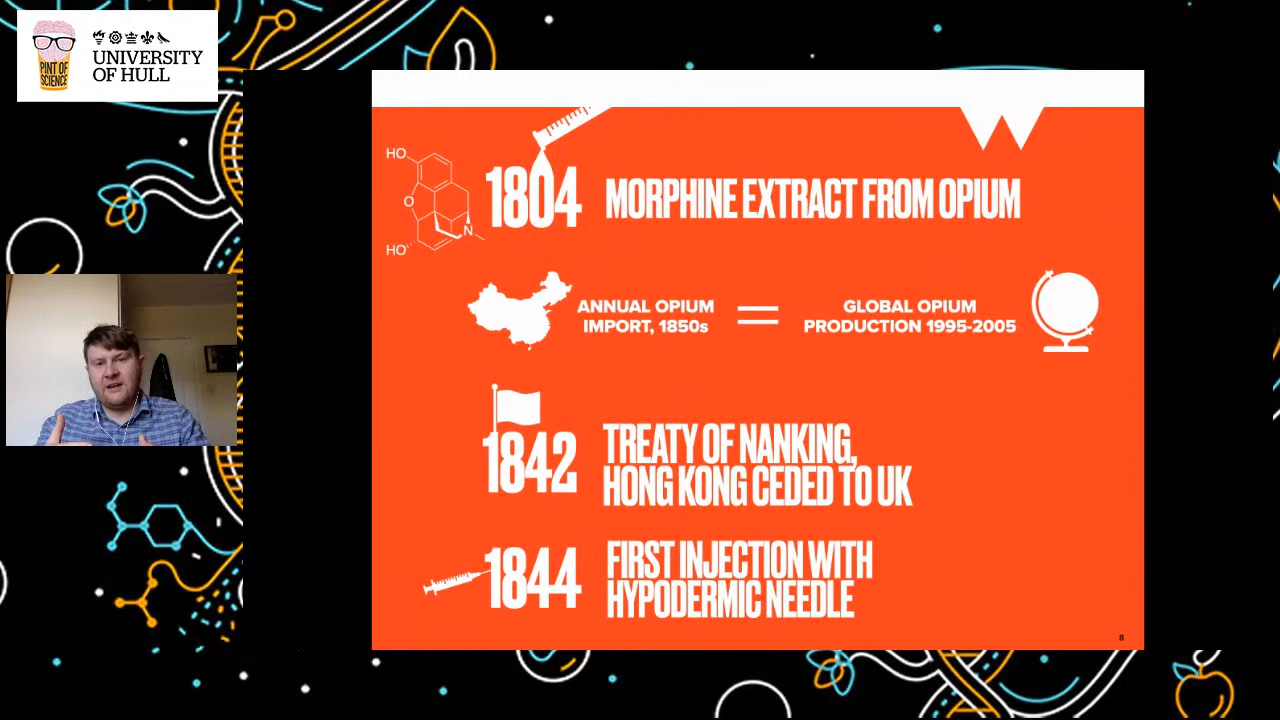 PINT OF
SCIENCE
UNIVERSITY
OF HULL
HO
O
N
HO
1804
MORPHINE EXTRACT FROM OPIUM
ANNUAL OPIUM
IMPORT, 1850s
=
GLOBAL OPIUM
PRODUCTION 1995-2005
1842
TREATY OF NANKING,
HONG KONG CEDED TO UK
1844
FIRST INJECTION WITH
HYPODERMIC NEEDLE
8